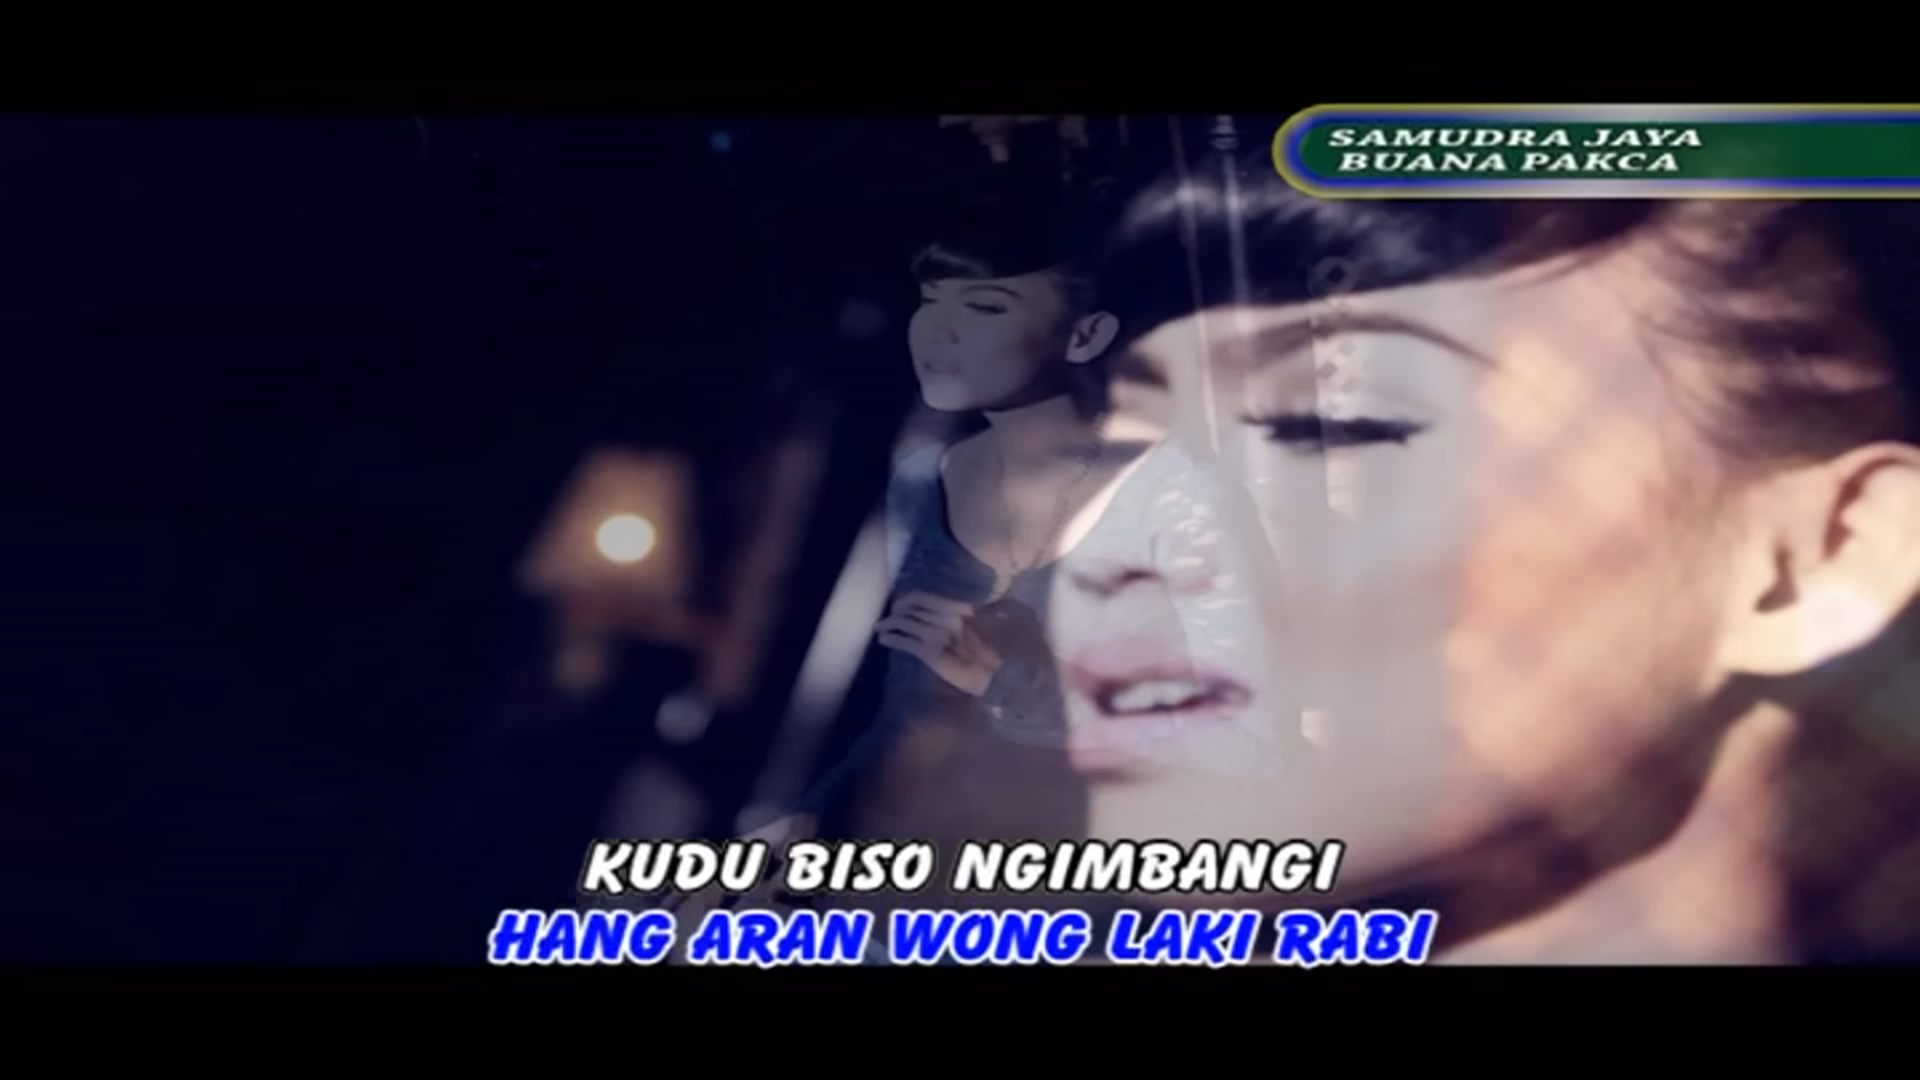 SAMUDRA JAYA
BUANA PAKCA
KUDU BISO NGIMBANGI
HANG ARAN WONG LAKI RABI